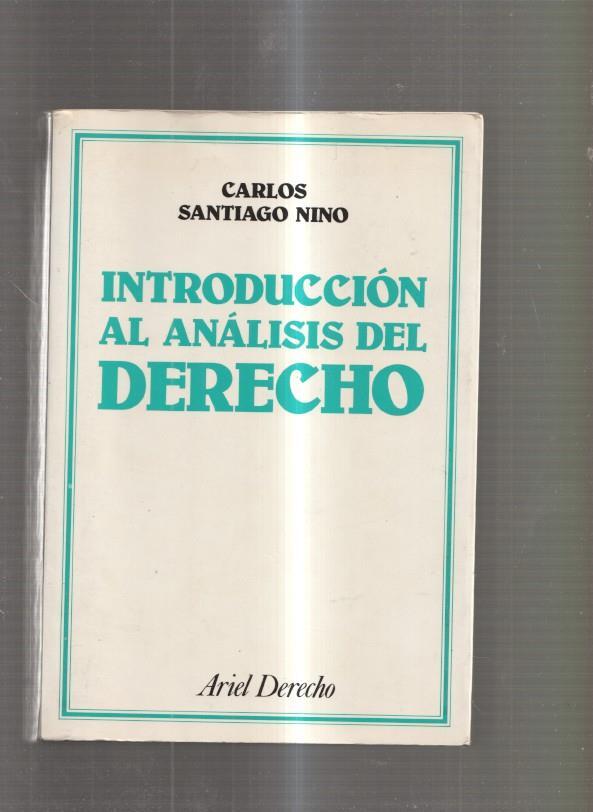 CARLOS
SANTIAGO NINO
INTRODUCCIÓN
AL ANÁLISIS DEL
DERECHO
Ariel Derecho